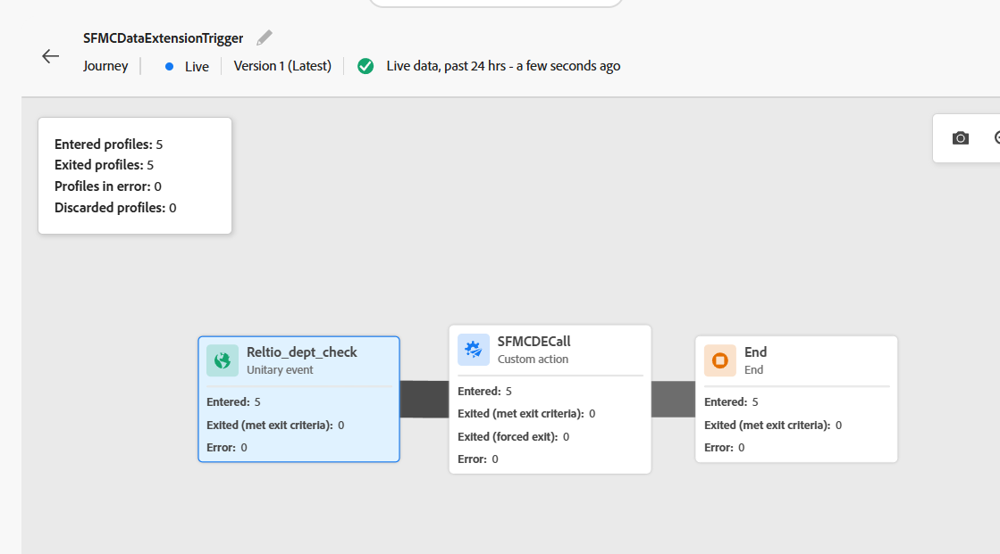 SFMCDataExtensionTrigger
Journey
Live
Version 1 (Latest)
Live data, past 24 hrs - a few seconds ago
Entered profiles: 5
Exited profiles: 5
Profiles in error: 0
Discarded profiles: 0
Reltio_dept_check
Unitary event
Entered: 5
Exited (met exit criteria): 0
Error: 0
SFMCDECall
Custom action
Entered: 5
Exited (met exit criteria): 0
Exited (forced exit): 0
Error: 0
End
End
Entered: 5
Exited (met exit criteria): 0
Error: 0